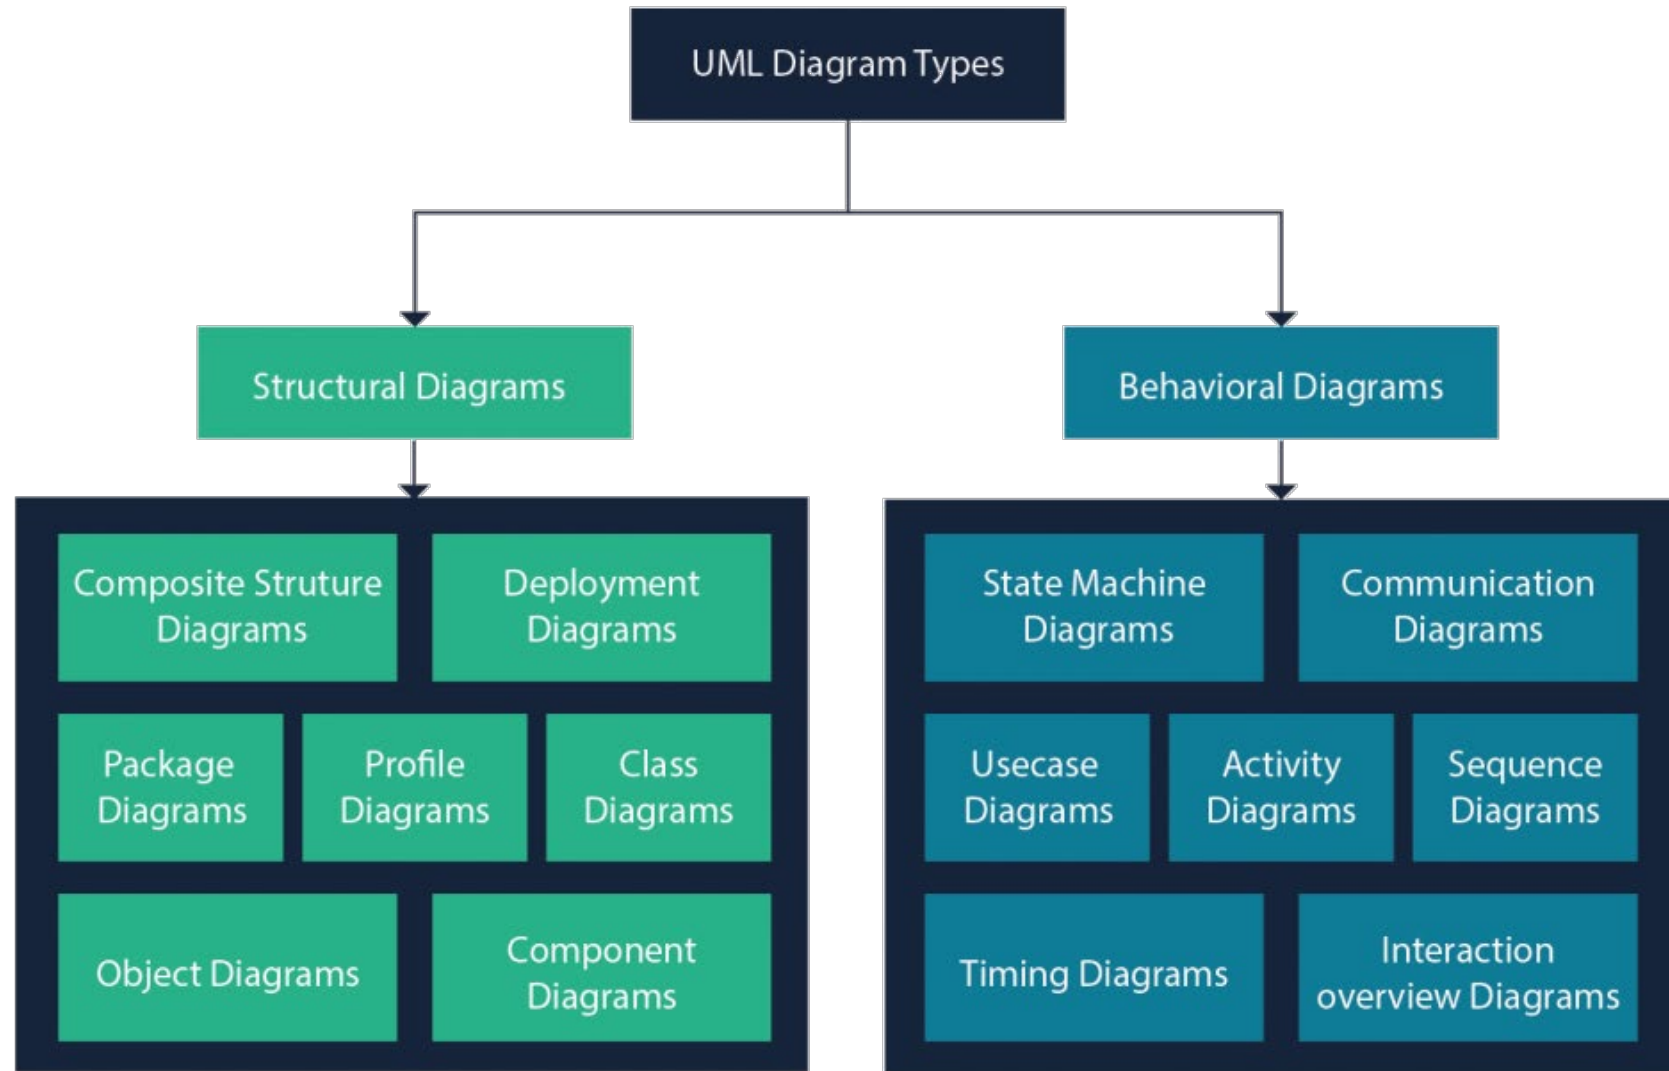 UML Diagram Types
Structural Diagrams
Behavioral Diagrams
Composite Struture
Diagrams
Deployment
Diagrams
Package
Diagrams
Profile
Diagrams
Class
Diagrams
Object Diagrams
Component
Diagrams
State Machine
Diagrams
Communication
Diagrams
Usecase
Diagrams
Activity
Diagrams
Sequence
Diagrams
Timing Diagrams
Interaction
overview Diagrams